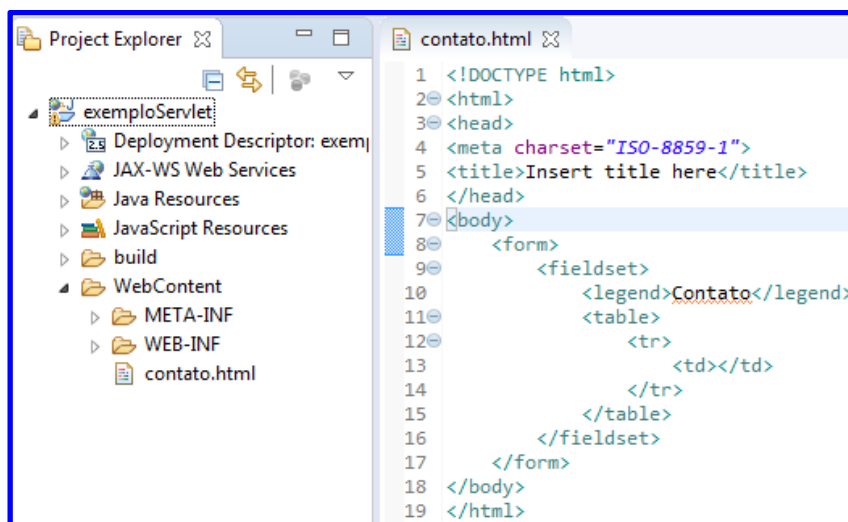 Project Explorer
exemploServlet
Deployment Descriptor: exem
JAX-WS Web Services
Java Resources
JavaScript Resources
build
WebContent
META-INF
WEB-INF
contato.html
contato.html
1 <!DOCTYPE html>
2 <html>
3 <head>
4 <meta charset="ISO-8859-1">
5 <title>Insert title here</title>
6 </head>
7 <body>
8 <form>
9 <fieldset>
10 <legend>Contato</legend>
11 <table>
12 <tr>
13 <td></td>
14 </tr>
15 </table>
16 </fieldset>
17 </form>
18 </body>
19 </html>